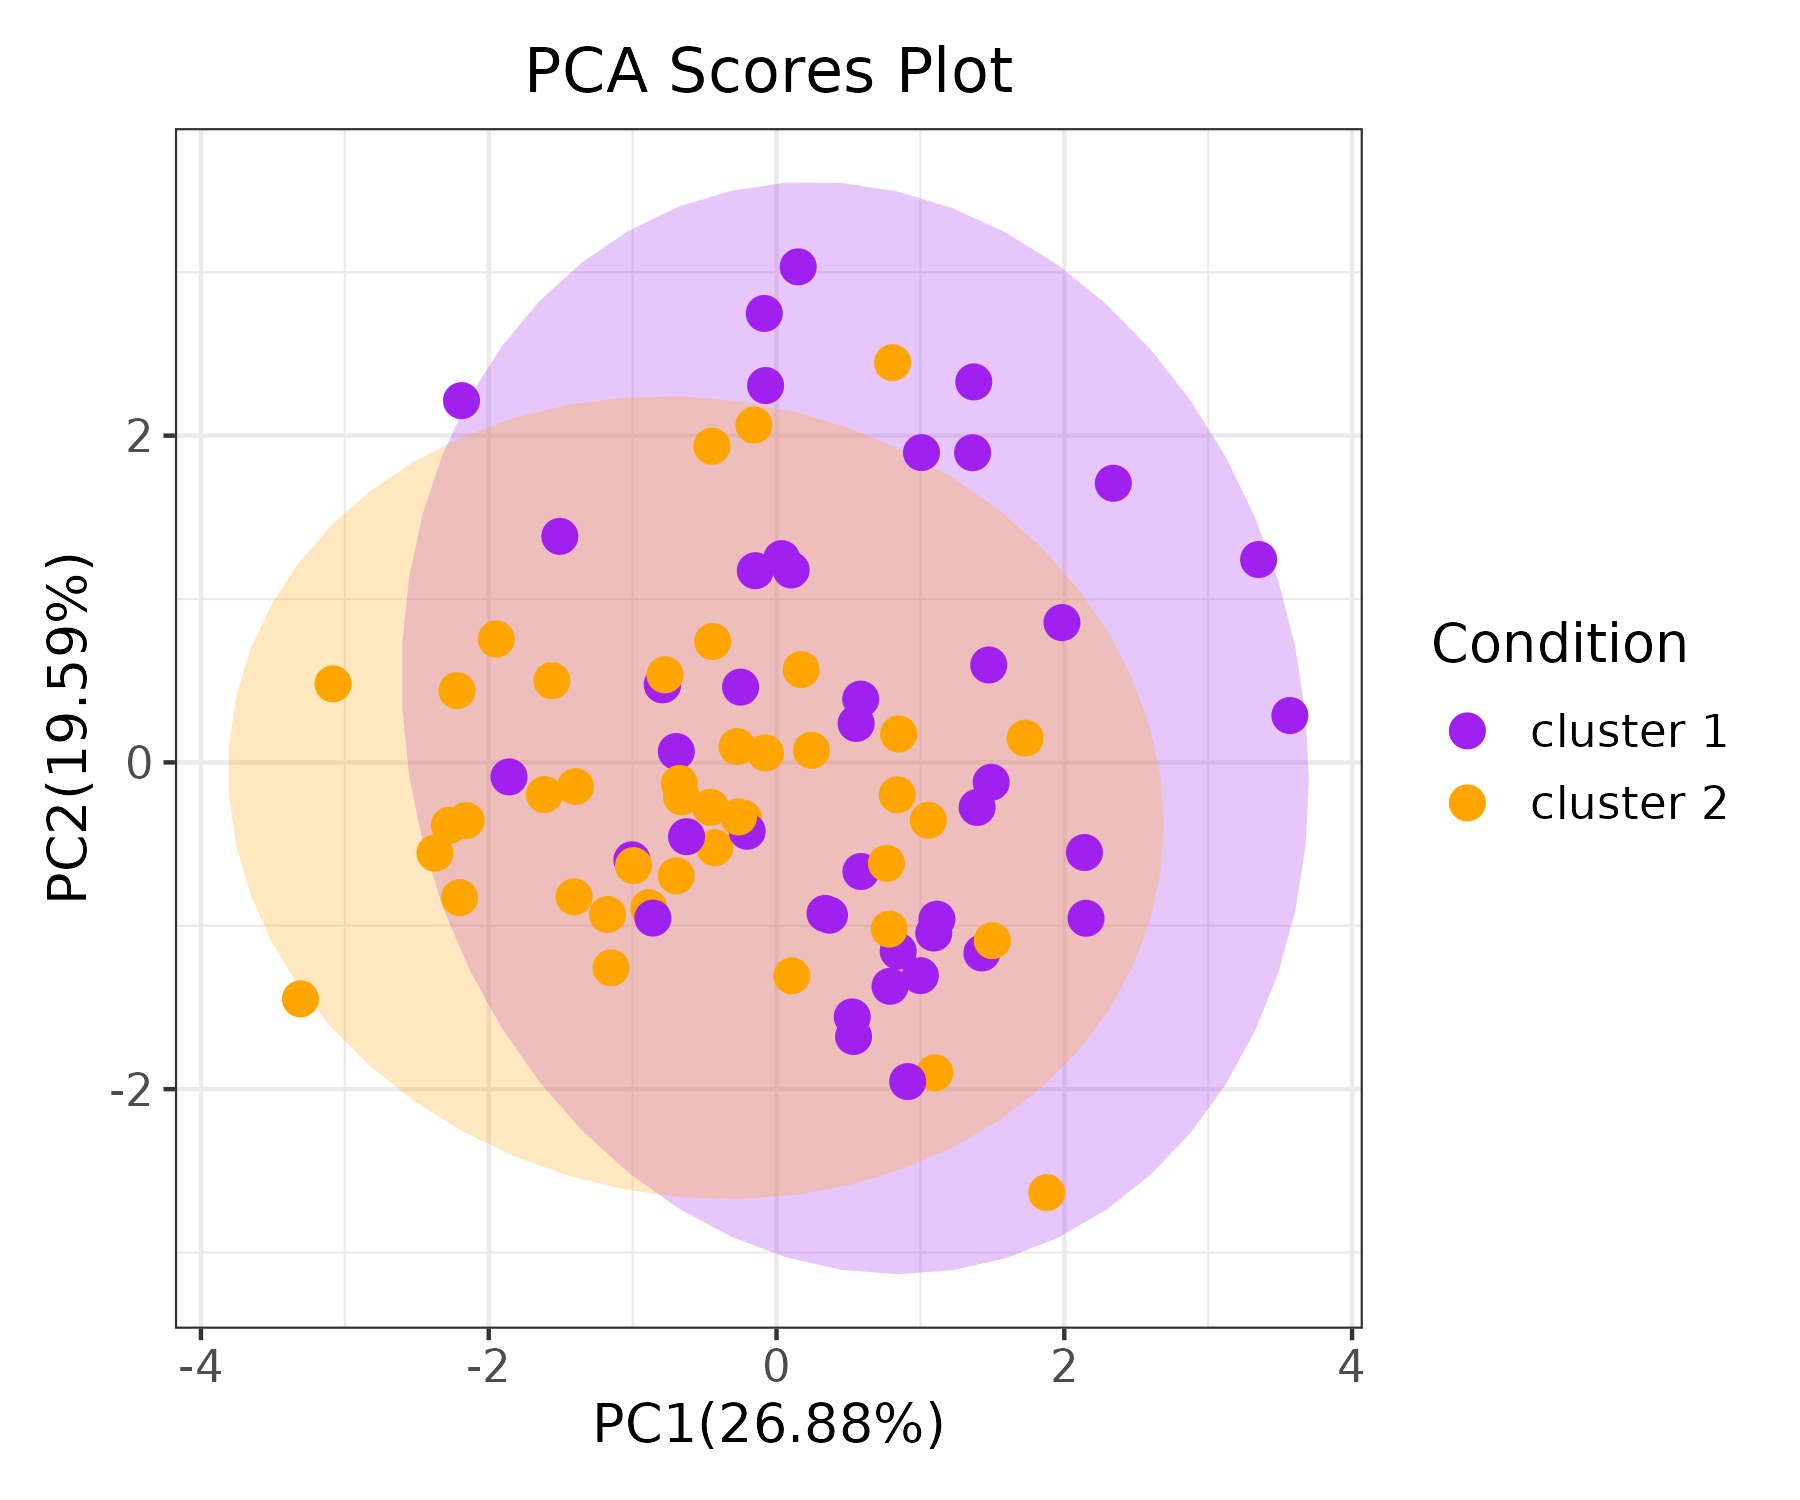 PCA Scores Plot
2
0
-2
PC2(19.59%)
-4
-2
0
2
4
PC1(26.88%)
Condition
cluster 1
cluster 2